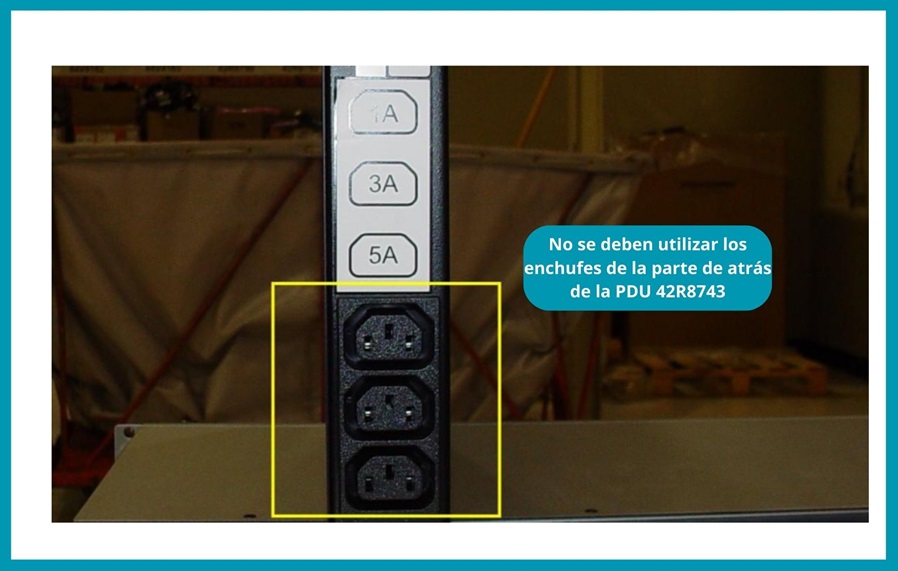 1A
3A
5A
No se deben utilizar los
enchufes de la parte de atrás
de la PDU 42R8743